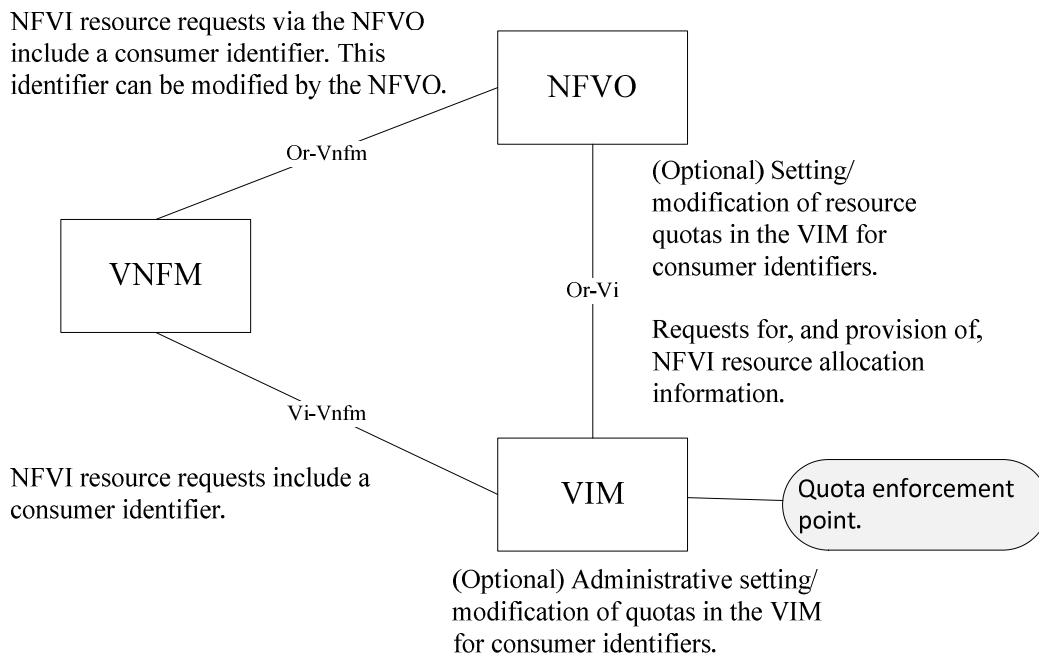 NFVI resource requests via the NFVO
include a consumer identifier. This
identifier can be modified by the NFVO.
NFVO
Or-Vnfm
(Optional) Setting/
modification of resource
quotas in the VIM for
consumer identifiers.
VNFM
Or-Vi
Requests for, and provision of,
NFVI resource allocation
information.
Vi-Vnfm
NFVI resource requests include a
consumer identifier.
VIM
Quota enforcement
point.
(Optional) Administrative setting/
modification of quotas in the VIM
for consumer identifiers.